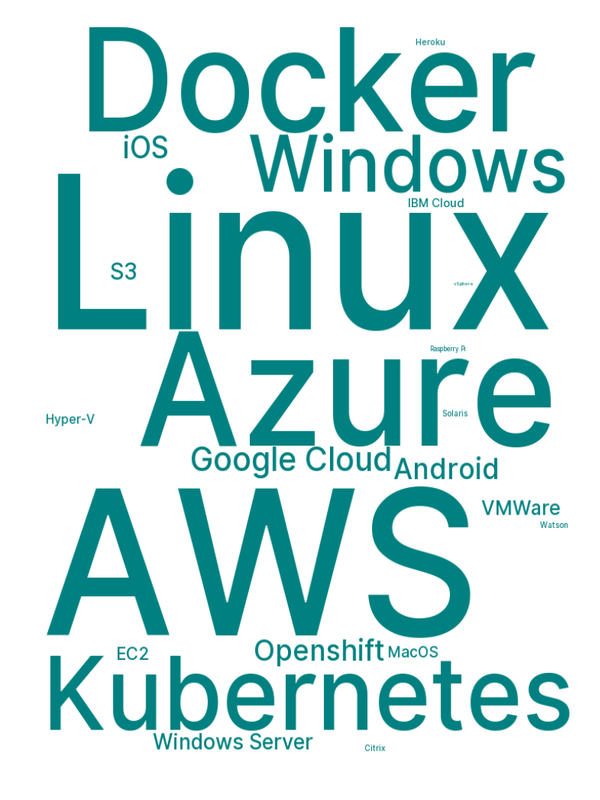 Heroku
Docker
iOS
Windows
IBM Cloud
Linux
S3
vSphere
Raspberry Pi
Azure
Solaris
Hyper-V
Google Cloud
Android
AWS
VMWare
Watson
EC2
Openshift
MacOS
Kubernetes
Windows Server
Citrix